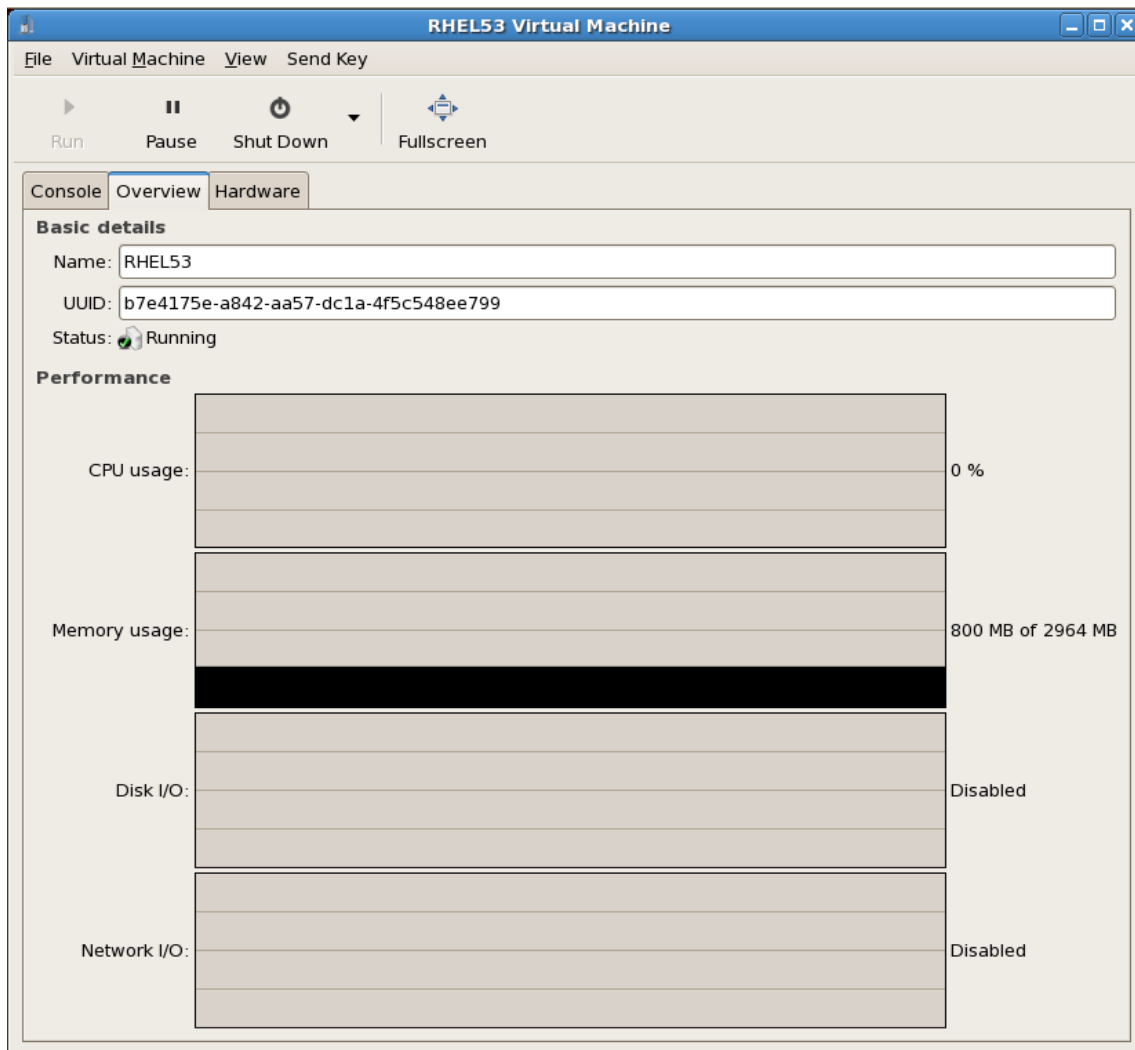 RHEL53 Virtual Machine
File Virtual Machine View Send Key
Run Pause Shut Down Fullscreen
Console Overview Hardware
Basic details
Name: RHEL53
UUID: b7e4175e-a842-aa57-dc1a-4f5c548ee799
Status: Running
Performance
CPU usage: 0 %
Memory usage: 800 MB of 2964 MB
Disk I/O: Disabled
Network I/O: Disabled